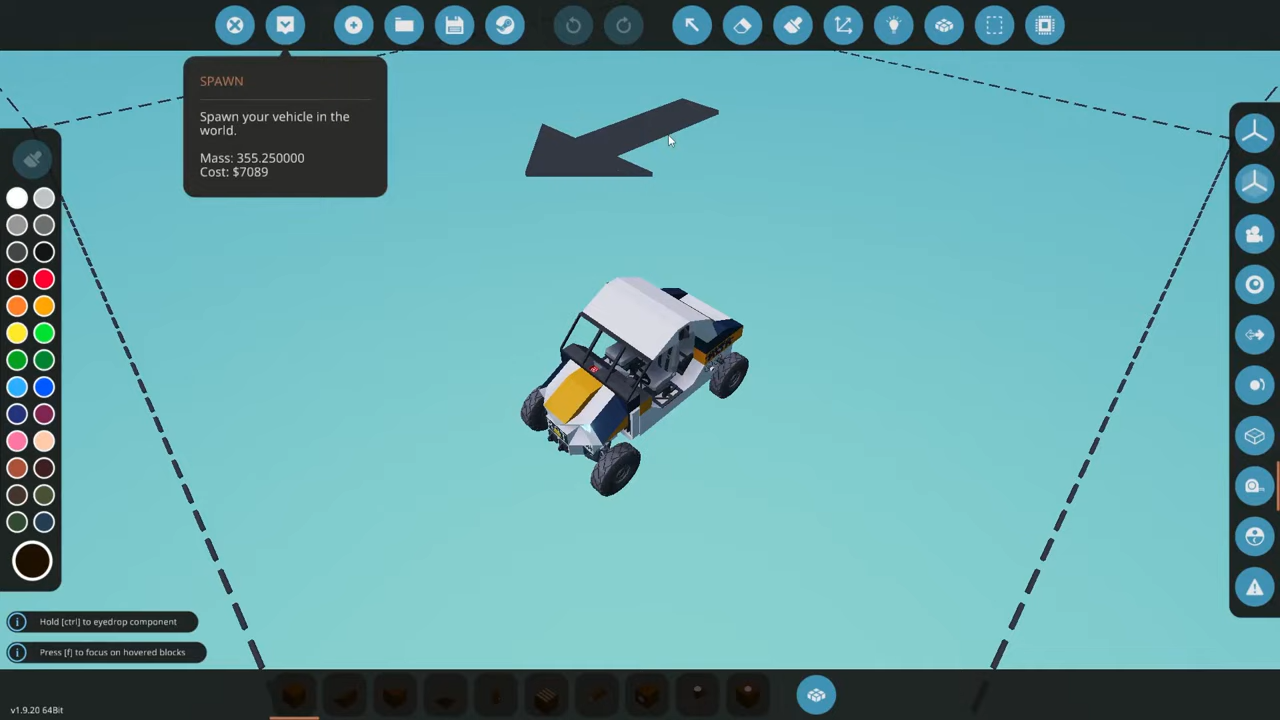 SPAWN
Spawn your vehicle in the
world.
Mass: 355.250000
Cost: $7089
Hold [ctrl] to eyedrop component
Press [f] to focus on hovered blocks
v1.9.20 64Bit